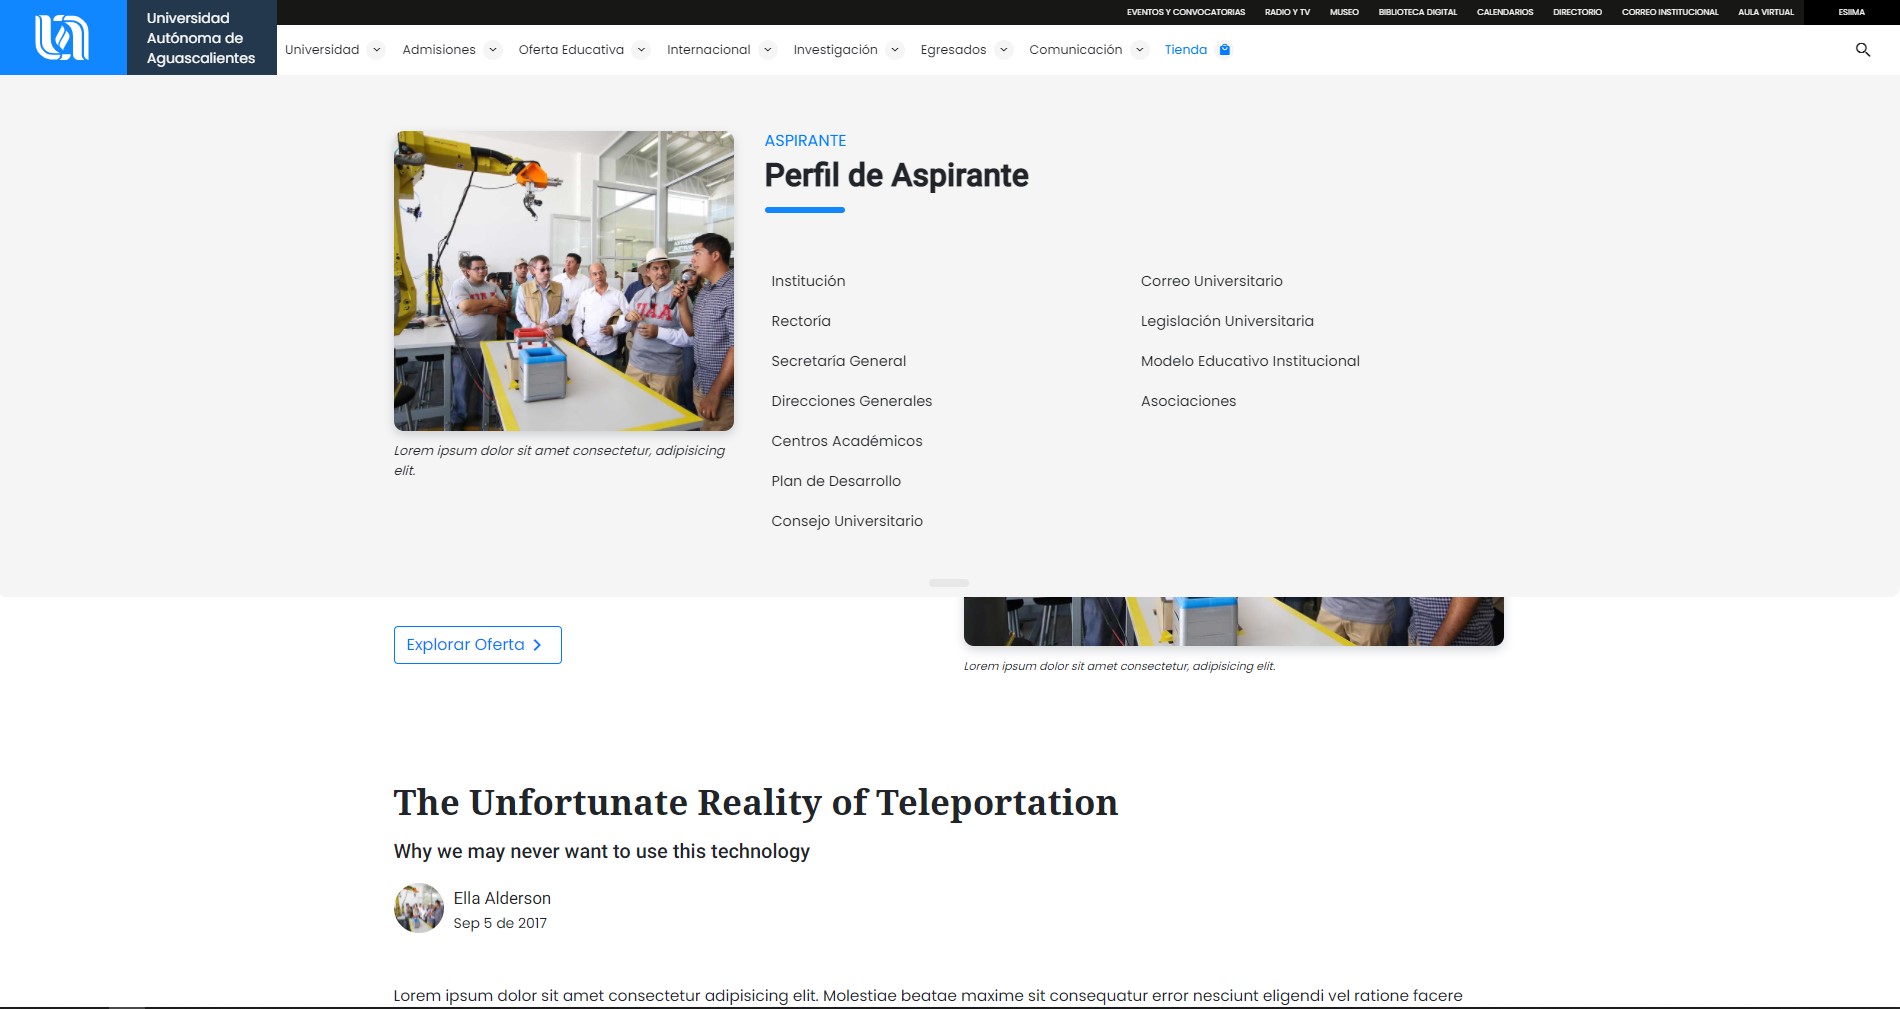 Universidad
Autónoma de
Aguascalientes
EVENTOS Y CONVOCATORIAS RADIO Y TV MUSEO BIBLIOTECA DIGITAL CALENDARIOS DIRECTORIO CORREO INSTITUCIONAL AULA VIRTUAL ESIIMA
Universidad Admisiones Oferta Educativa Internacional Investigación Egresados Comunicación Tienda
ASPIRANTE
Perfil de Aspirante
UAA
Lorem ipsum dolor sit amet consectetur, adipisicing
elit.
Institución
Rectoría
Secretaría General
Direcciones Generales
Centros Académicos
Plan de Desarrollo
Consejo Universitario
Correo Universitario
Legislación Universitaria
Modelo Educativo Institucional
Asociaciones
Explorar Oferta
Lorem ipsum dolor sit amet consectetur, adipisicing elit.
The Unfortunate Reality of Teleportation
Why we may never want to use this technology
Ella Alderson
Sep 5 de 2017
Lorem ipsum dolor sit amet consectetur adipisicing elit. Molestiae beatae maxime sit consequatur error nesciunt eligendi vel ratione facere